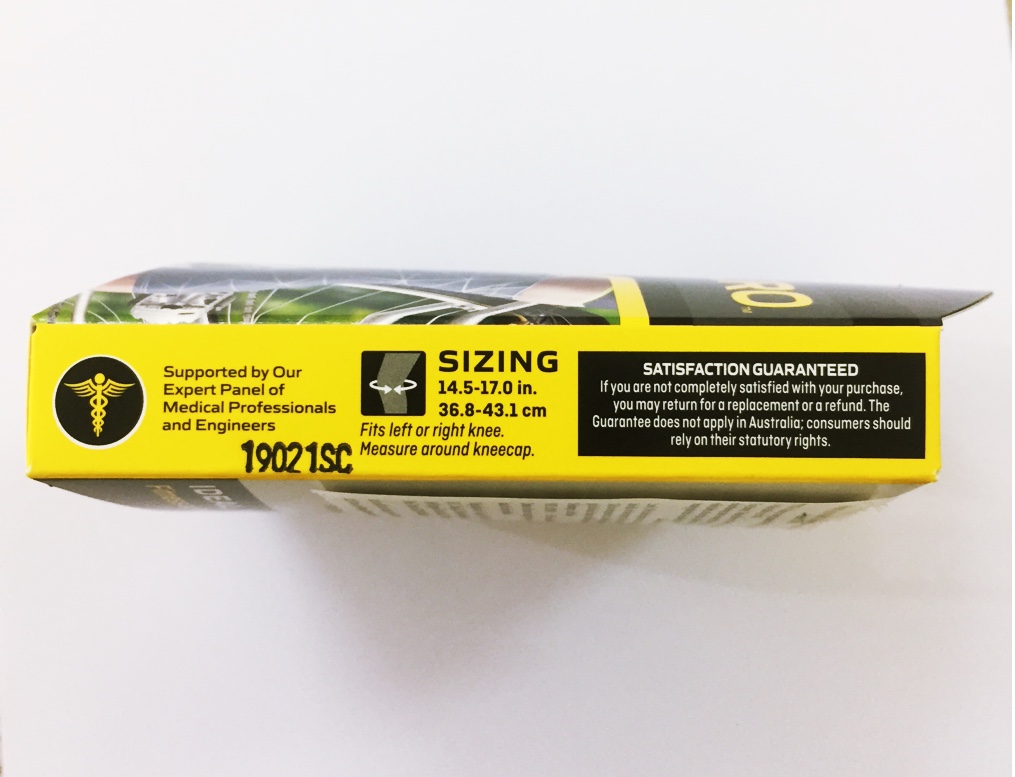 RO
Supported by Our
Expert Panel of
Medical Professionals
and Engineers
19021SC
SIZING
14.5-17.0 in.
36.8-43.1 cm
Fits left or right knee.
Measure around kneecap.
SATISFACTION GUARANTEED
If you are not completely satisfied with your purchase,
you may return for a replacement or a refund. The
Guarantee does not apply in Australia; consumers should
rely on their statutory rights.